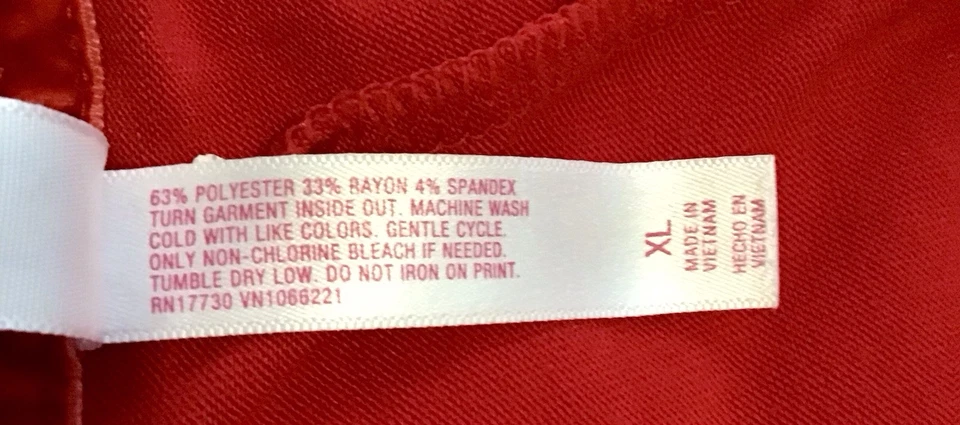 63% POLYESTER 33% RAYON 4% SPANDEX
TURN GARMENT INSIDE OUT. MACHINE WASH
COLD WITH LIKE COLORS. GENTLE CYCLE.
ONLY NON-CHLORINE BLEACH IF NEEDED.
TUMBLE DRY LOW. DO NOT IRON ON PRINT.
RN17730 VN1066221
XL
MADE IN
VIETNAM
HECHO EN
VIETNAM